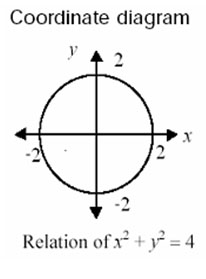 Coordinate diagram
y
2
x
-2
2
-2
Relation of x² + y² = 4